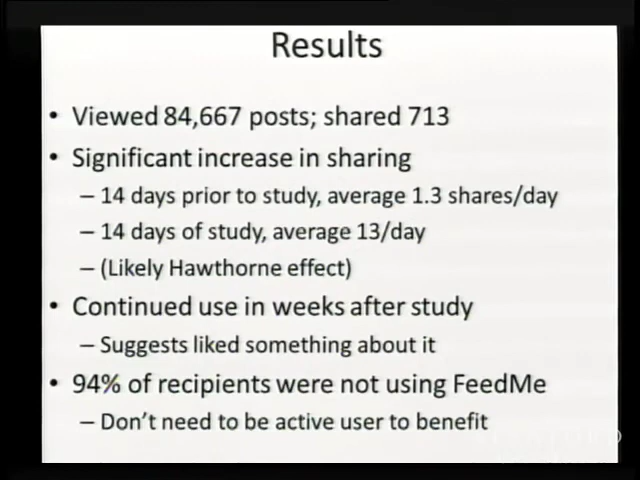 Results
• Viewed 84,667 posts; shared 713
• Significant increase in sharing
– 14 days prior to study, average 1.3 shares/day
– 14 days of study, average 13/day
– (Likely Hawthorne effect)
• Continued use in weeks after study
– Suggests liked something about it
• 94% of recipients were not using FeedMe
– Don't need to be active user to benefit